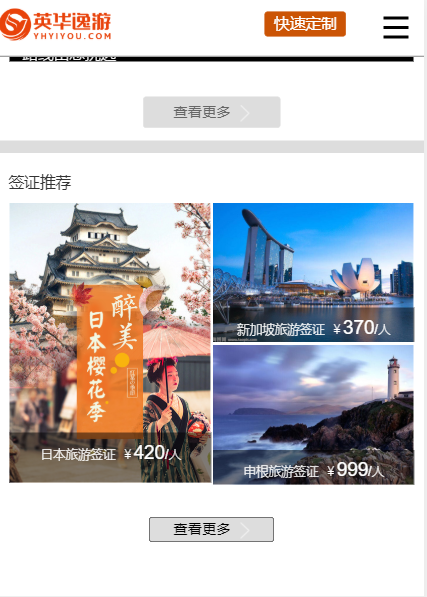 英华逸游
YHYIYOU.COM
快速定制
查看更多
签证推荐
醉美
日本樱花季
日本旅游签证 ¥420/人
新加坡旅游签证 ¥370/人
申根旅游签证 ¥999/人
查看更多